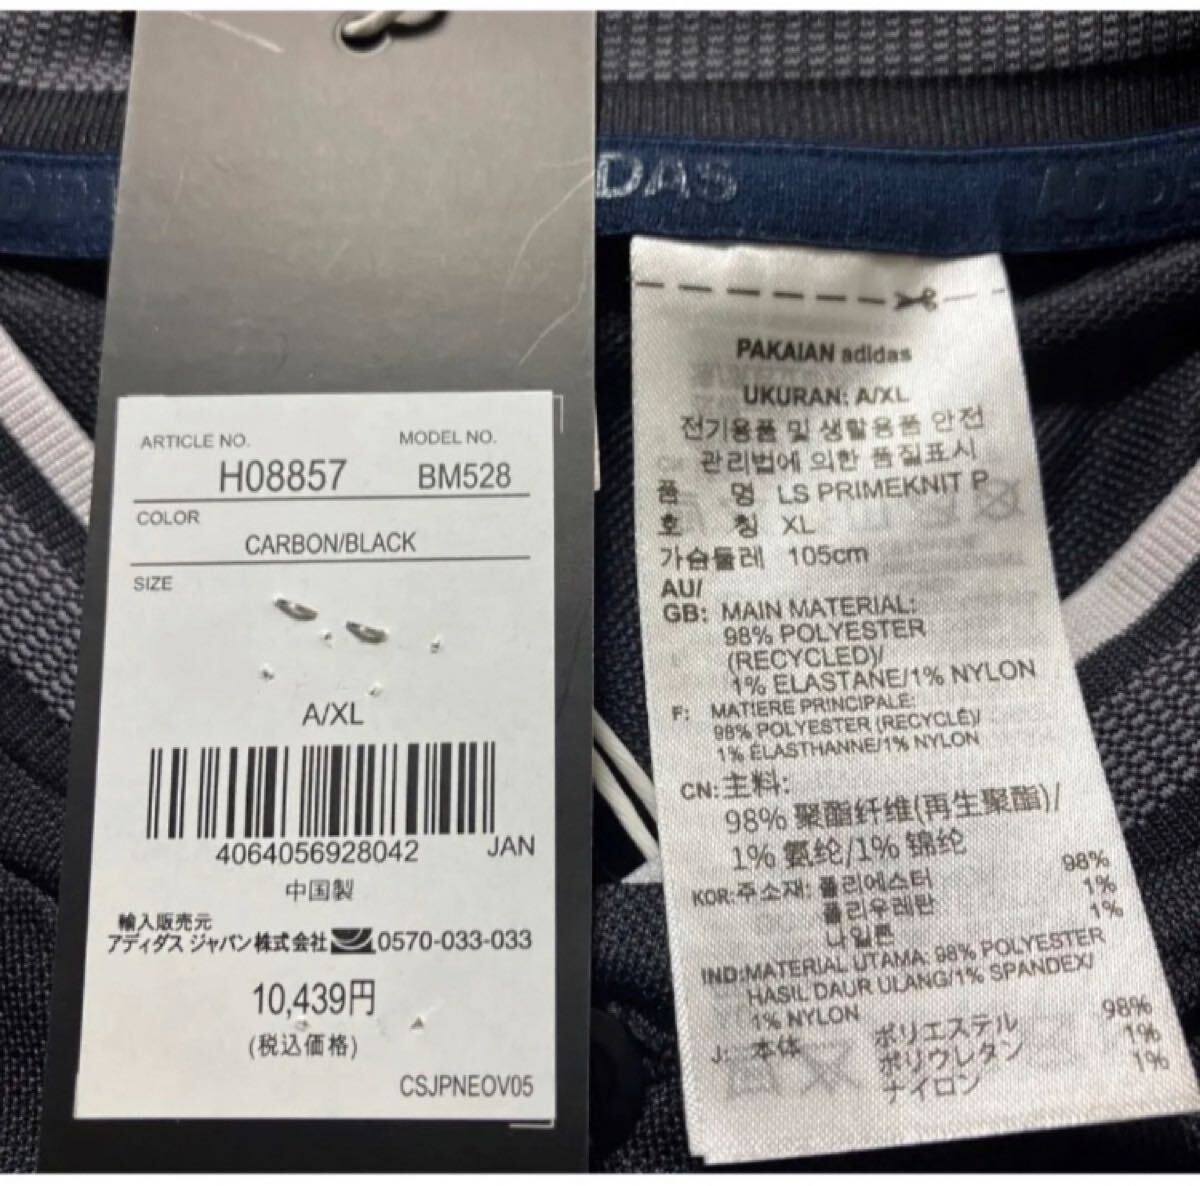 DAS
ARTICLE NO. MODEL NO.
H08857 BM528
COLOR
CARBON/BLACK
SIZE
A/XL
4064056928042 JAN
中国製
輸入販売元
アディダス ジャパン株式会社 0570-033-033
10,439円
(税込価格)
CSJPNEOV05
PAKAIAN adidas
UKURAN: A/XL
전기용품 및 생활용품 안전
관리법에 의한 품질표시
품 명 LS PRIMEKNIT P
호 칭 XL
가슴둘레 105cm
AU/
GB: MAIN MATERIAL:
98% POLYESTER
(RECYCLED)/
1% ELASTANE/1% NYLON
F: MATIERE PRINCIPALE:
98% POLYESTER (RECYCLÉ)/
1% ÉLASTHANNE/1% NYLON
CN: 主料:
98% 聚酯纤维(再生聚酯)/
1% 氨纶/1% 锦纶
KOR: 주소재: 폴리에스터 98%
폴리우레탄 1%
나일론 1%
IND: MATERIAL UTAMA: 98% POLYESTER
HASIL DAUR ULANG/1% SPANDEX/
1% NYLON
J: 本体 ポリエステル 98%
ポリウレタン 1%
ナイロン 1%